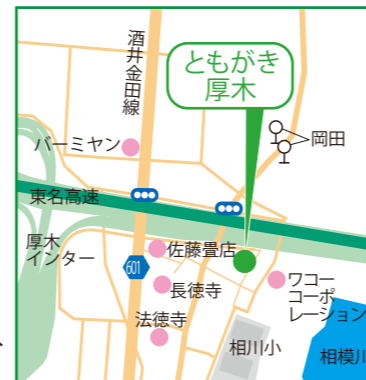 酒井金田線
ともがき
厚木
バーミヤン
岡田
東名高速
厚木
インター
佐藤畳店
601
長徳寺
ワコー
コーポ
レーション
法徳寺
相川小
相模川